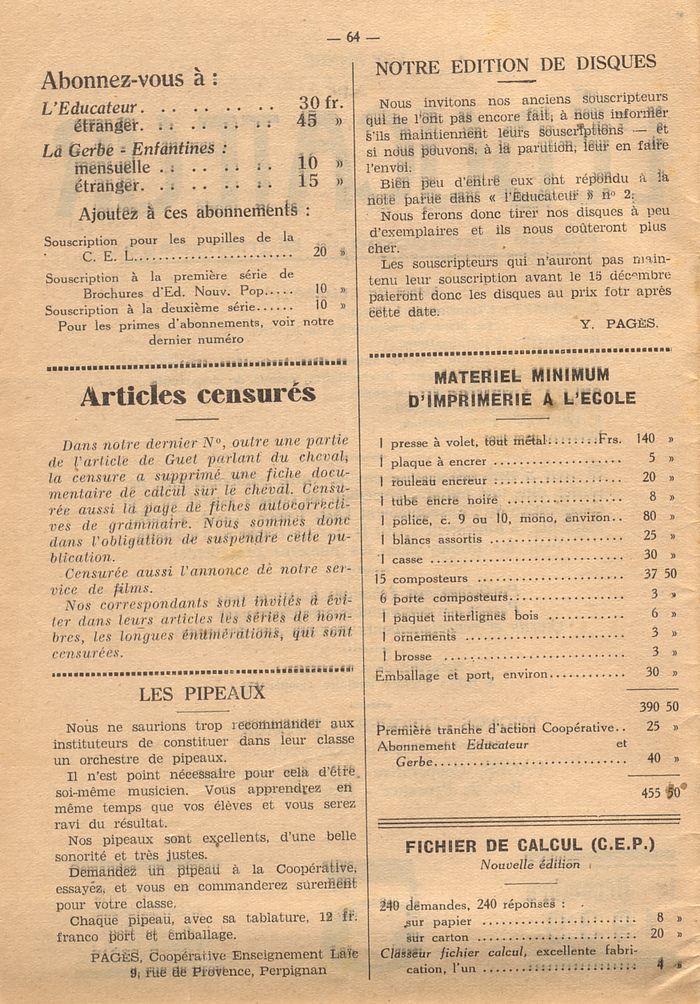 — 64 —
Abonnez-vous à :
L'Educateur. . . . . . . . . 30 fr.
étranger. . . . . . . . . 45 »
La Gerbe - Enfantines :
mensuelle . . . . . . . . 10 »
étranger. . . . . . . . . 15 »
Ajoutez à ces abonnements :
Souscription pour les pupilles de la
C. E. L........................ 20 »
Souscription à la première série de
Brochures d'Ed. Nouv. Pop..... 10 »
Souscription à la deuxième série...... 10 »
Pour les primes d'abonnements, voir notre
dernier numéro
Articles censurés
Dans notre dernier N°, outre une partie
de l'article de Guet parlant du cheval,
la censure a supprimé une fiche docu-
mentaire de calcul sur le cheval. Censu-
rée aussi la page de fiches autocorrecti-
ves de grammaire. Nous sommes donc
dans l'obligation de suspendre cette pu-
blication.
Censurée aussi l'annonce de notre ser-
vice de films.
Nos correspondants sont invités à évi-
ter dans leurs articles les séries de nom-
bres, les longues énumérations, qui sont
censurées.
LES PIPEAUX
Nous ne saurions trop recommander aux
instituteurs de constituer dans leur classe
un orchestre de pipeaux.
Il n'est point nécessaire pour cela d'être
soi-même musicien. Vous apprendrez en
même temps que vos élèves et vous serez
ravi du résultat.
Nos pipeaux sont excellents, d'une belle
sonorité et très justes.
Demandez un pipeau à la Coopérative,
essayez, et vous en commanderez sûrement
pour votre classe.
Chaque pipeau, avec sa tablature, 12 fr.
franco port et emballage.
PAGÈS, Coopérative Enseignement Laïe
9, rue de Provence, Perpignan
NOTRE EDITION DE DISQUES
Nous invitons nos anciens souscripteurs
qui ne l'ont pas encore fait, à nous informer
s'ils maintiennent leurs souscriptions — et
si nous pouvons, à la parution, leur en faire
l'envoi.
Bien peu d'entre eux ont répondu à la
note parue dans « l'Educateur » n° 2.
Nous ferons donc tirer nos disques à peu
d'exemplaires et ils nous coûteront plus
cher.
Les souscripteurs qui n'auront pas main-
tenu leur souscription avant le 15 décembre
paieront donc les disques au prix fotr après
cette date.
Y. PAGÈS.
MATERIEL MINIMUM
D'IMPRIMERIE A L'ECOLE
1 presse à volet, tout métal........Frs. 140 »
1 plaque à encrer .................. 5 »
1 rouleau encreur .................. 20 »
1 tube encre noire .................. 8 »
1 police, c. 9 ou 10, mono, environ.. 80 »
1 blancs assortis .................. 25 »
1 casse .................. 30 »
15 composteurs .................. 37 50
6 porte composteurs............... 3 »
1 paquet interlignes bois ............ 6 »
1 ornements .................. 3 »
1 brosse .................. 3 »
Emballage et port, environ............ 30 »
390 50
Première tranche d'action Coopérative.. 25 »
Abonnement Educateur et
Gerbe............................ 40 »
455 50
FICHIER DE CALCUL (C.E.P.)
Nouvelle édition
240 demandes, 240 réponses :
sur papier .................. 8 »
sur carton .................. 20 »
Classeur fichier calcul, excellente fabri-
cation, l'un .................. 4 »